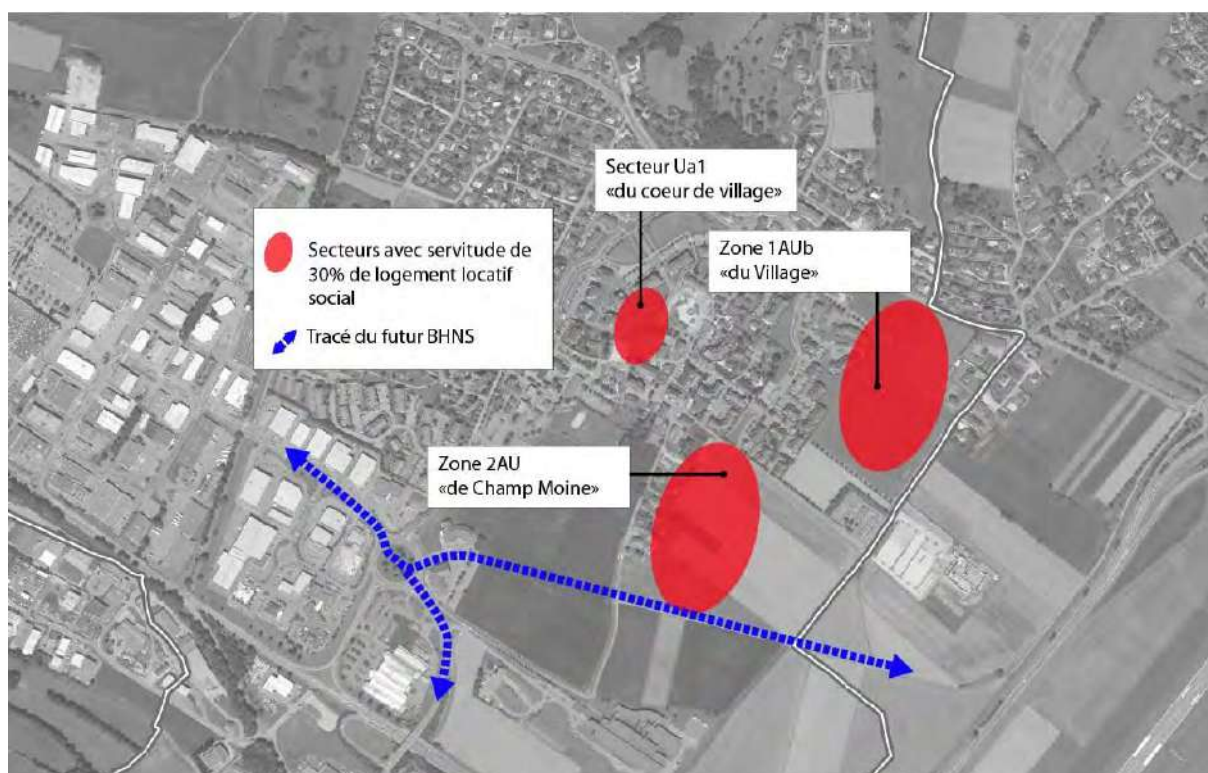 Secteur Ua1
«du coeur de village»
Zone 1AUb
«du Village»
Secteurs avec servitude de
30% de logement locatif
social
Tracé du futur BHNS
Zone 2AU
«de Champ Moine»